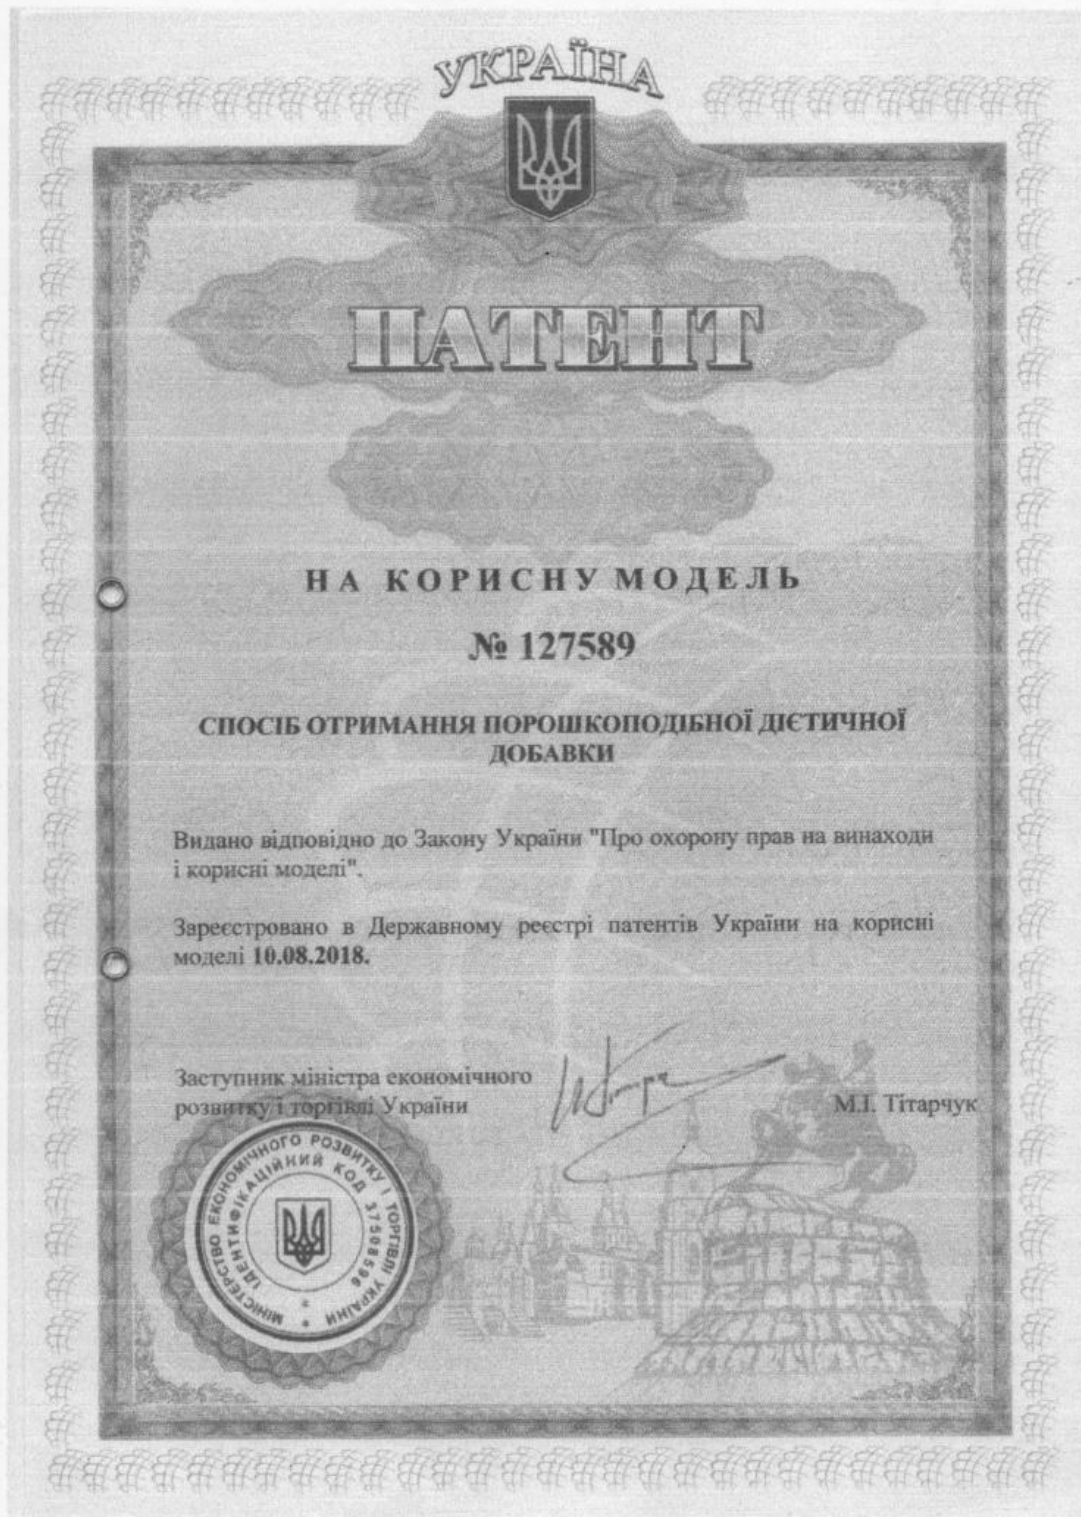 УКРАЇНА
ПАТЕНТ
НА КОРИСНУ МОДЕЛЬ
№ 127589
СПОСІБ ОТРИМАННЯ ПОРОШКОПОДІБНОЇ ДІЄТИЧНОЇ
ДОБАВКИ
Видано відповідно до Закону України "Про охорону прав на винаходи
і корисні моделі".
Зареєстровано в Державному реєстрі патентів України на корисні
моделі 10.08.2018.
Заступник міністра економічного
розвитку і торгівлі України
М.І. Тітарчук
МІНІСТЕРСТВО ЕКОНОМІЧНОГО РОЗВИТКУ І ТОРГІВЛІ УКРАЇНИ *
ІДЕНТИФІКАЦІЙНИЙ КОД 37508596 *